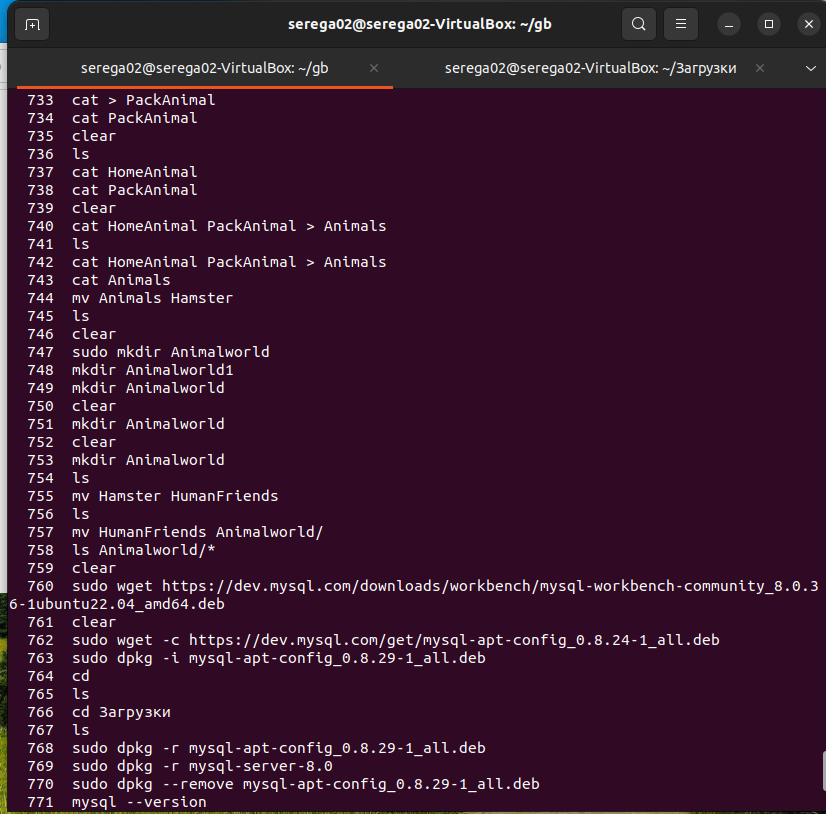 serega02@serega02-VirtualBox: ~/gb
serega02@serega02-VirtualBox: ~/gb
serega02@serega02-VirtualBox: ~/Загрузки
733 cat > PackAnimal
734 cat PackAnimal
735 clear
736 ls
737 cat HomeAnimal
738 cat PackAnimal
739 clear
740 cat HomeAnimal PackAnimal > Animals
741 ls
742 cat HomeAnimal PackAnimal > Animals
743 cat Animals
744 mv Animals Hamster
745 ls
746 clear
747 sudo mkdir Animalworld
748 mkdir Animalworld1
749 mkdir Animalworld
750 clear
751 mkdir Animalworld
752 clear
753 mkdir Animalworld
754 ls
755 mv Hamster HumanFriends
756 ls
757 mv HumanFriends Animalworld/
758 ls Animalworld/*
759 clear
760 sudo wget https://dev.mysql.com/downloads/workbench/mysql-workbench-community_8.0.3
6-1ubuntu22.04_amd64.deb
761 clear
762 sudo wget -c https://dev.mysql.com/get/mysql-apt-config_0.8.24-1_all.deb
763 sudo dpkg -i mysql-apt-config_0.8.29-1_all.deb
764 cd
765 ls
766 cd Загрузки
767 ls
768 sudo dpkg -r mysql-apt-config_0.8.29-1_all.deb
769 sudo dpkg -r mysql-server-8.0
770 sudo dpkg --remove mysql-apt-config_0.8.29-1_all.deb
771 mysql --version